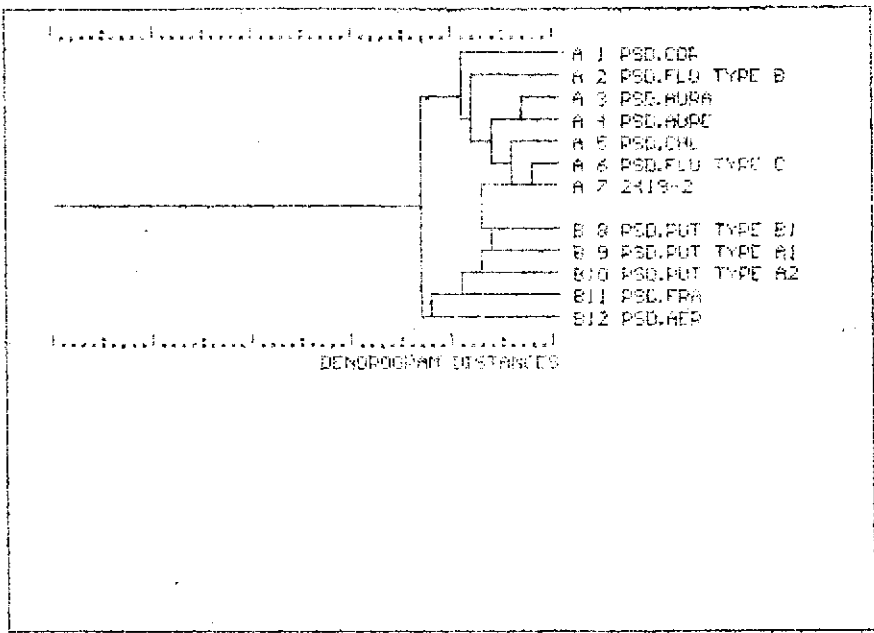 A 1 PSD.COR
A 2 PSD.FLU TYPE B
A 3 PSD.AURA
A 4 PSD.AURE
A 5 PSD.CHL
A 6 PSD.FLU TYPE C
A 7 2419-2
B 8 PSD.PUT TYPE B1
B 9 PSD.PUT TYPE A1
B10 PSD.PUT TYPE A2
B11 PSD.FRA
B12 PSD.AER
DENDROGRAM DISTANCES